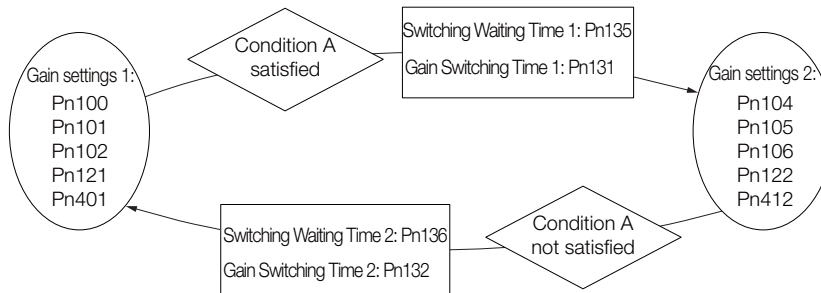 Gain settings 1:
Pn100
Pn101
Pn102
Pn121
Pn401
Condition A
satisfied
Switching Waiting Time 1: Pn135
Gain Switching Time 1: Pn131
Gain settings 2:
Pn104
Pn105
Pn106
Pn122
Pn412
Condition A
not satisfied
Switching Waiting Time 2: Pn136
Gain Switching Time 2: Pn132